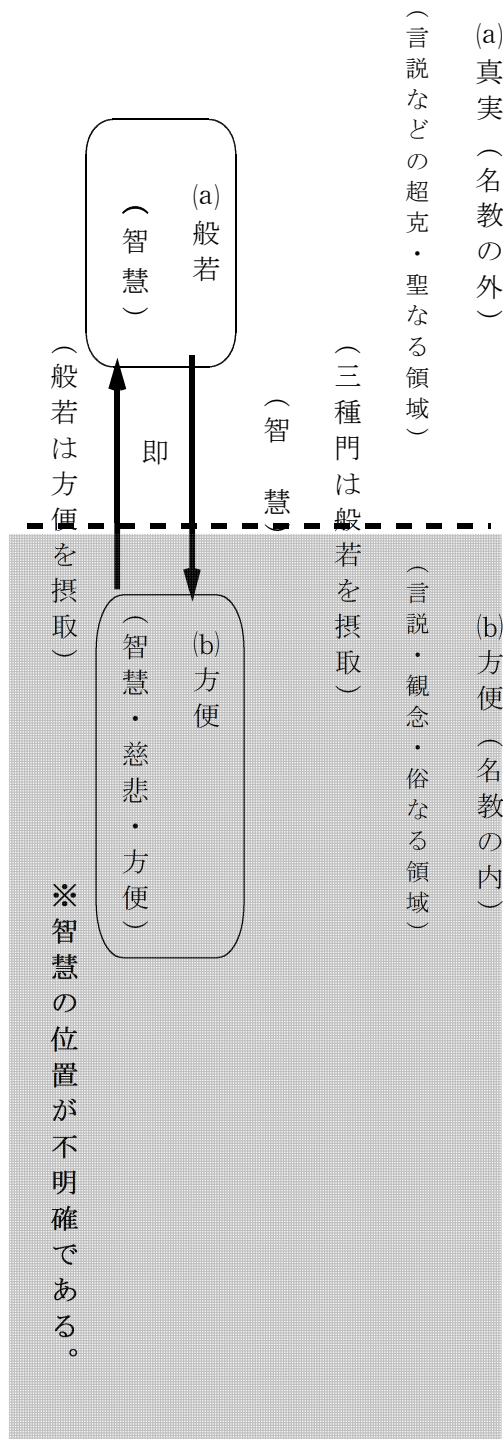 (a)真実（名教の外）
(b)方便（名教の内）
（言説などの超克・聖なる領域）
（言説・観念・俗なる領域）
（三種門は般若を摂取）
（智　慧）
(a)般若
（智慧）
即
(b)方便
（智慧・慈悲・方便）
（般若は方便を摂取）
※智慧の位置が不明確である。